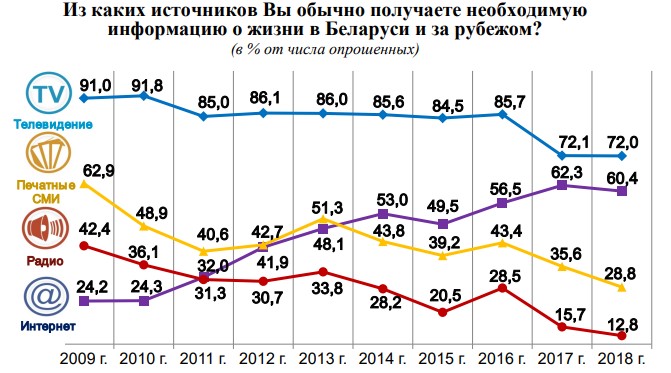 Из каких источников Вы обычно получаете необходимую
информацию о жизни в Беларуси и за рубежом?
(в % от числа опрошенных)
TV
Телевидение
91,0 91,8 85,0 86,1 86,0 85,6 84,5 85,7 72,1 72,0
Печатные
СМИ
62,9 48,9 40,6 42,7 51,3 43,8 39,2 43,4 35,6 28,8
Радио
42,4 36,1 31,3 30,7 33,8 28,2 20,5 28,5 15,7 12,8
@
Интернет
24,2 24,3 32,0 41,9 48,1 53,0 49,5 56,5 62,3 60,4
2009 г. 2010 г. 2011 г. 2012 г. 2013 г. 2014 г. 2015 г. 2016 г. 2017 г. 2018 г.